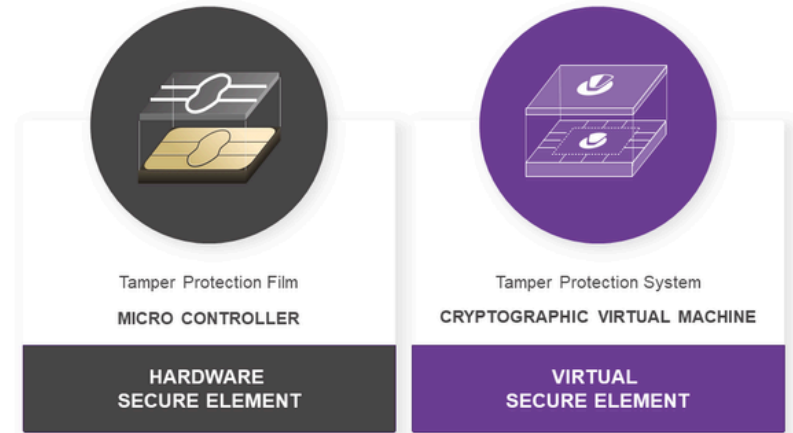 Tamper Protection Film
MICRO CONTROLLER
HARDWARE
SECURE ELEMENT
Tamper Protection System
CRYPTOGRAPHIC VIRTUAL MACHINE
VIRTUAL
SECURE ELEMENT